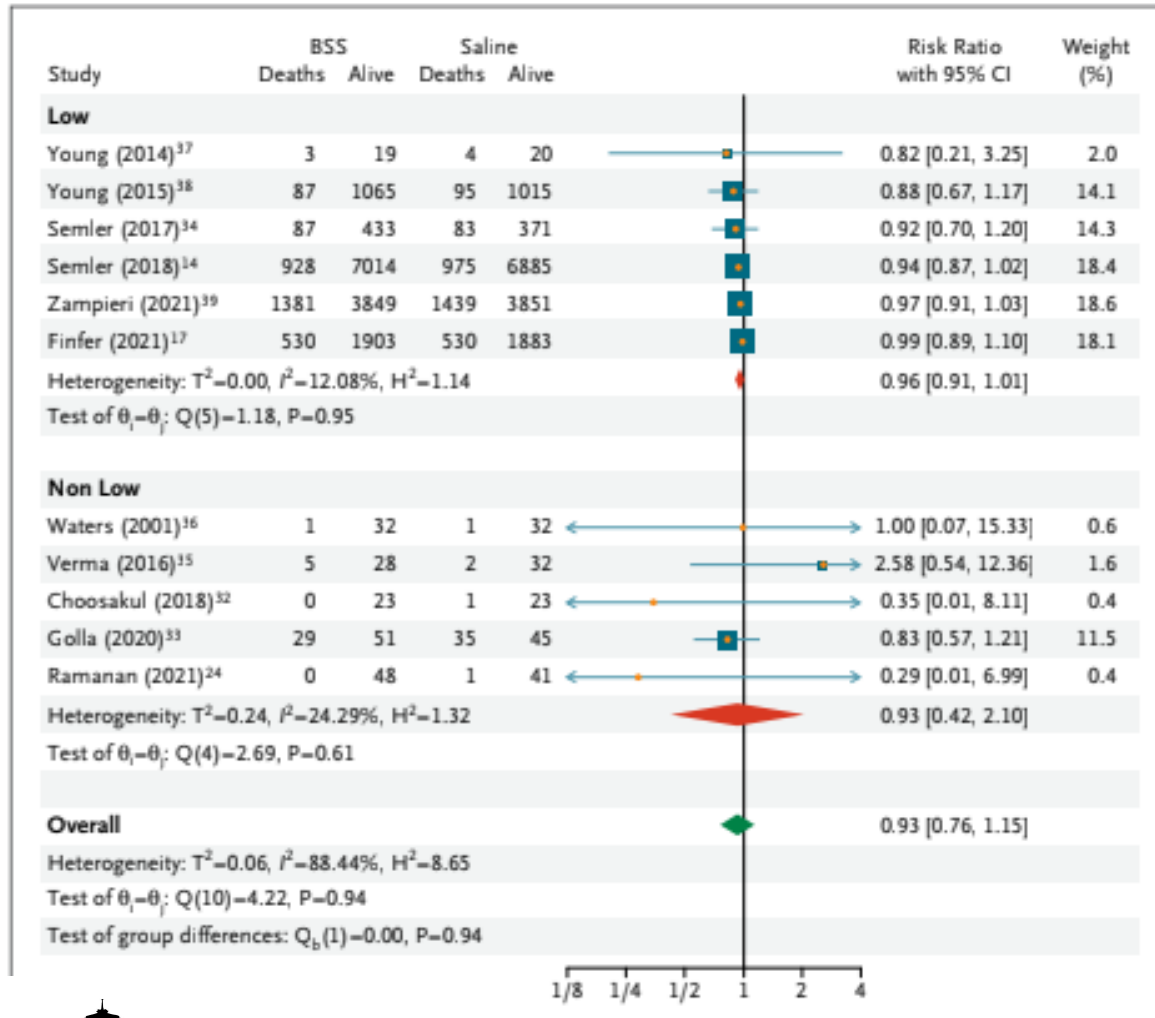 BSS Saline Risk Ratio Weight
Study Deaths Alive Deaths Alive with 95% CI (%)
Low
Young (2014)³⁷ 3 19 4 20 0.82 [0.21, 3.25] 2.0
Young (2015)³⁸ 87 1065 95 1015 0.88 [0.67, 1.17] 14.1
Semler (2017)³⁴ 87 433 83 371 0.92 [0.70, 1.20] 14.3
Semler (2018)¹⁴ 928 7014 975 6885 0.94 [0.87, 1.02] 18.4
Zampieri (2021)³⁹ 1381 3849 1439 3851 0.97 [0.91, 1.03] 18.6
Finfer (2021)¹⁷ 530 1903 530 1883 0.99 [0.89, 1.10] 18.1
Heterogeneity: T²=0.00, I²=12.08%, H²=1.14 0.96 [0.91, 1.01]
Test of θᵢ=θⱼ: Q(5)=1.18, P=0.95
Non Low
Waters (2001)³⁶ 1 32 1 32 1.00 [0.07, 15.33] 0.6
Verma (2016)³⁵ 5 28 2 32 2.58 [0.54, 12.36] 1.6
Choosakul (2018)³² 0 23 1 23 0.35 [0.01, 8.11] 0.4
Golla (2020)³³ 29 51 35 45 0.83 [0.57, 1.21] 11.5
Ramanan (2021)²⁴ 0 48 1 41 0.29 [0.01, 6.99] 0.4
Heterogeneity: T²=0.24, I²=24.29%, H²=1.32 0.93 [0.42, 2.10]
Test of θᵢ=θⱼ: Q(4)=2.69, P=0.61
Overall 0.93 [0.76, 1.15]
Heterogeneity: T²=0.06, I²=88.44%, H²=8.65
Test of θᵢ=θⱼ: Q(10)=4.22, P=0.94
Test of group differences: Q_b(1)=0.00, P=0.94
1/8 1/4 1/2 1 2 4